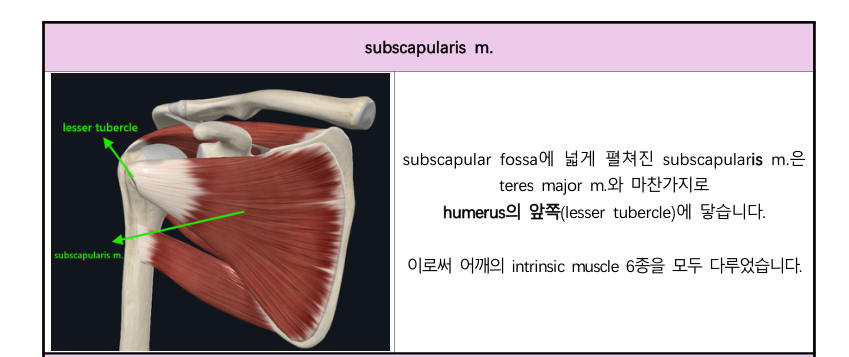 subscapularis m.
lesser tubercle
subscapularis m.
subscapular fossa에 넓게 펼쳐진 subscapularis m.은
teres major m.와 마찬가지로
humerus의 앞쪽(lesser tubercle)에 닿습니다.
이로써 어깨의 intrinsic muscle 6종을 모두 다루었습니다.